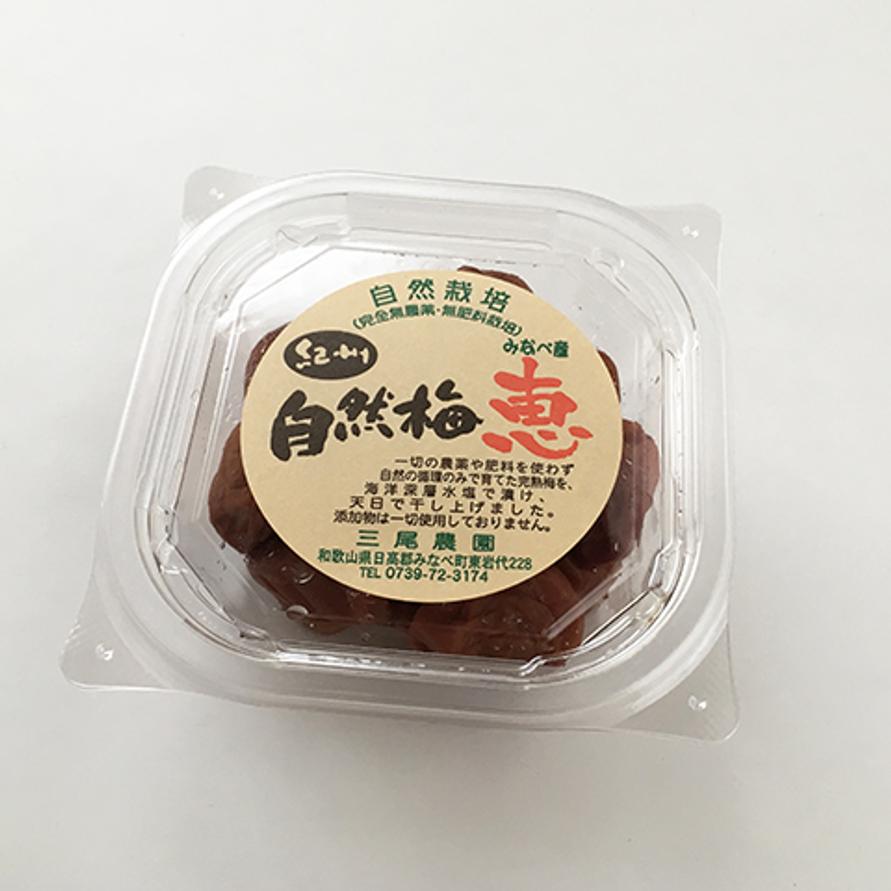 自然栽培
(完全無農薬・無肥料栽培)
紀州
みなべ産
自然梅 恵
一切の農薬や肥料を使わず
自然の循環のみで育てた完熟梅を、
海洋深層水塩で漬け、
天日で干し上げました。
添加物は一切使用しておりません。
三尾農園
和歌山県日高郡みなべ町東岩代228
TEL 0739-72-3174